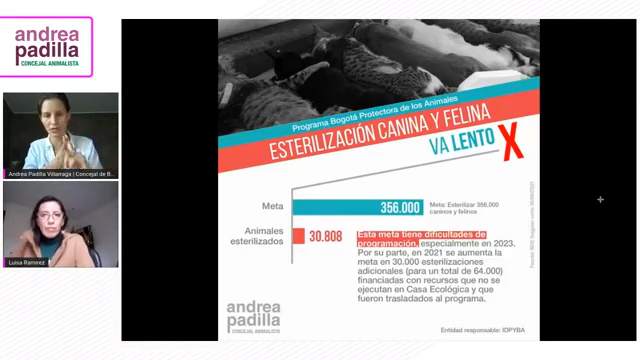 andrea
padilla
CONCEJAL ANIMALISTA
Andrea Padilla Villarraga | Concejal de B...
Luisa Ramirez
Programa Bogotá Protectora de los Animales
ESTERILIZACIÓN CANINA Y FELINA
VA LENTO X
Meta
356.000
Meta: Esterilizar 356.000
caninos y felinos
Animales
esterilizados
30.808
Esta meta tiene dificultades de
programación, especialmente en 2023.
Por su parte, en 2021 se aumenta la
meta en 30.000 esterilizaciones
adicionales (para un total de 64.000)
financiadas con recursos que no se
ejecutan en Casa Ecológica y que
fueron trasladados al programa.
andrea
padilla
CONCEJAL ANIMALISTA
Entidad responsable: IDPYBA